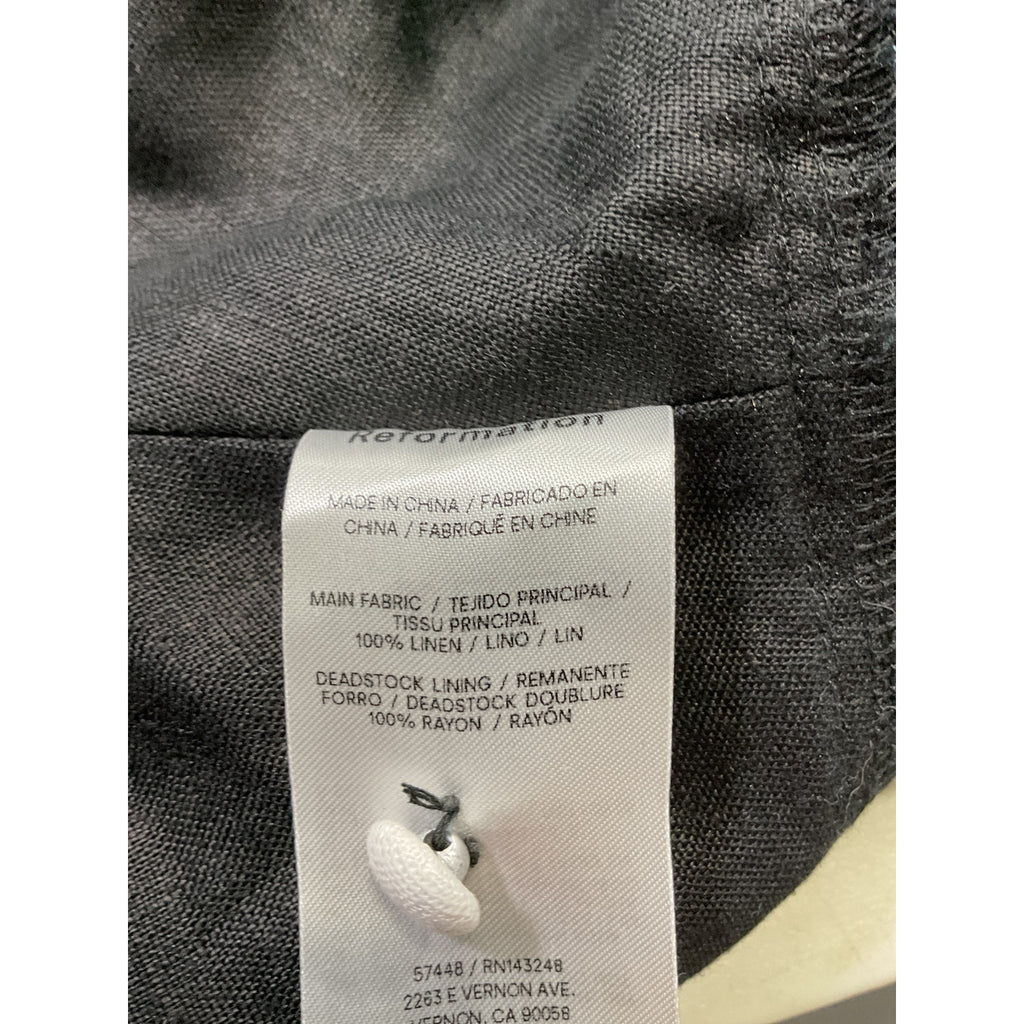 Reformation
MADE IN CHINA / FABRICADO EN
CHINA / FABRIQUÉ EN CHINE
MAIN FABRIC / TEJIDO PRINCIPAL /
TISSU PRINCIPAL
100% LINEN / LINO / LIN
DEADSTOCK LINING / REMANENTE
FORRO / DEADSTOCK DOUBLURE
100% RAYON / RAYÓN
57448 / RN143248
2263 E VERNON AVE.
VERNON, CA 90058